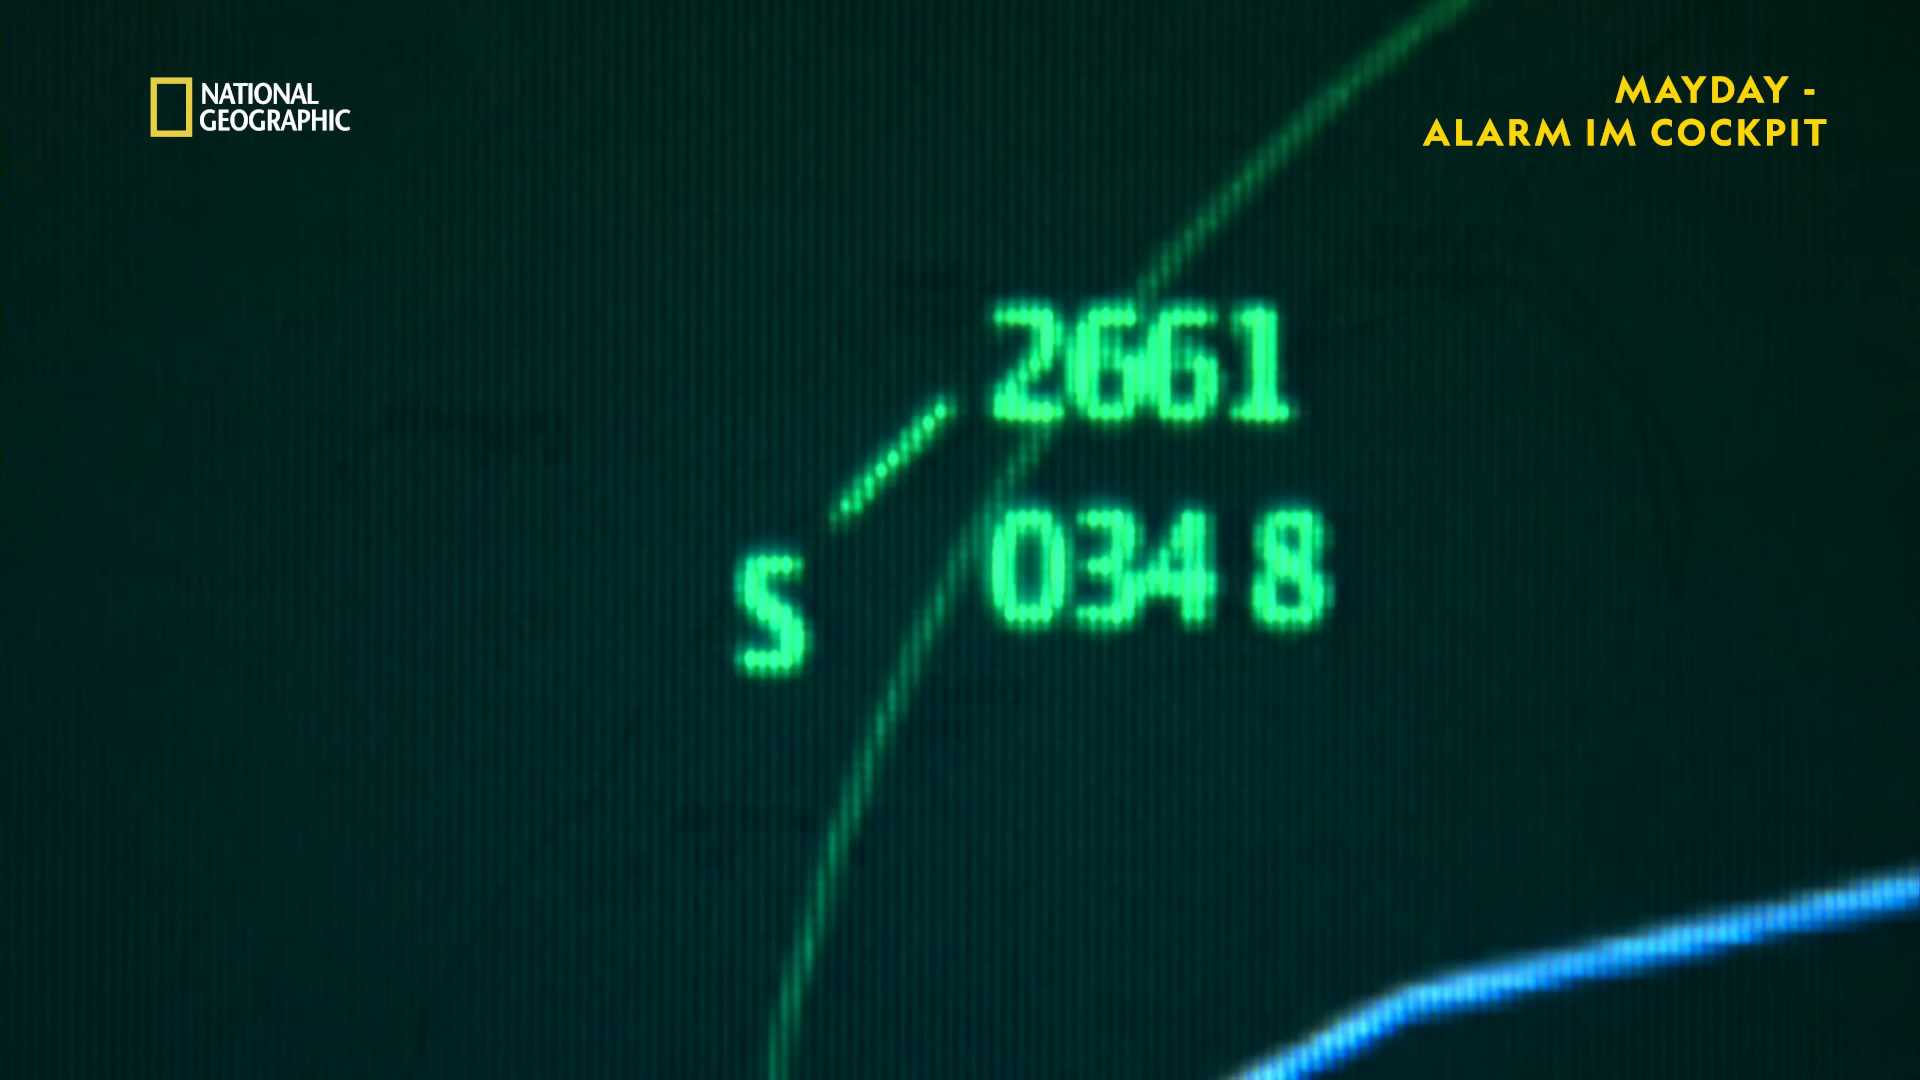 NATIONAL
GEOGRAPHIC
MAYDAY -
ALARM IM COCKPIT
2661
034 8
S